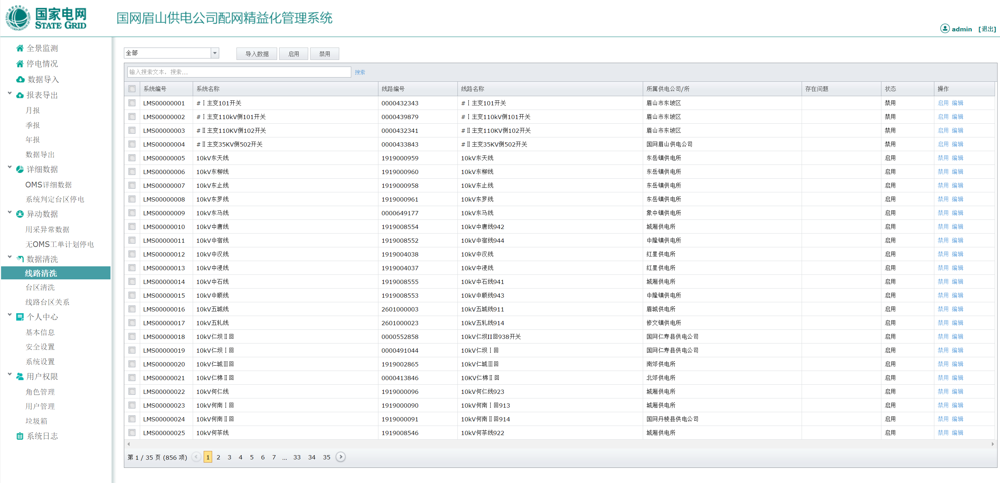 国家电网
STATE GRID
国网眉山供电公司配网精益化管理系统
admin [退出]
全景监测
停电情况
数据导入
报表导出
月报
季报
年报
数据导出
详细数据
OMS详细数据
系统判定台区停电
异动数据
用采异常数据
无OMS工单计划停电
数据清洗
线路清洗
台区清洗
线路台区关系
个人中心
基本信息
安全设置
系统设置
用户权限
角色管理
用户管理
垃圾箱
系统日志
全部 导入数据 启用 禁用
输入搜索文本，搜索... 搜索
系统编号 系统名称 线路编号 线路名称 所属供电公司/所 存在问题 状态 操作
LMS00000001 #Ⅰ主变101开关 0000432343 #Ⅰ主变101开关 眉山市东坡区 禁用 启用 编辑
LMS00000002 #Ⅰ主变110kV侧101开关 0000439879 #Ⅰ主变110kV侧101开关 眉山市东坡区 禁用 启用 编辑
LMS00000003 #Ⅱ主变110KV侧102开关 0000432341 #Ⅱ主变110KV侧102开关 眉山市东坡区 禁用 启用 编辑
LMS00000004 #Ⅱ主变35KV侧502开关 0000433843 #Ⅱ主变35KV侧502开关 国网眉山供电公司 禁用 启用 编辑
LMS00000005 10kV东天线 1919000959 10kV东天线 东岳镇供电所 启用 禁用 编辑
LMS00000006 10kV东柳线 1919000960 10kV东柳线 东岳镇供电所 启用 禁用 编辑
LMS00000007 10kV东止线 1919000958 10kV东止线 东岳镇供电所 启用 禁用 编辑
LMS00000008 10kV东罗线 1919000961 10kV东罗线 东岳镇供电所 启用 禁用 编辑
LMS00000009 10kV东马线 0000649177 10kV东马线 象中镇供电所 启用 禁用 编辑
LMS00000010 10kV中唐线 1919008554 10kV中唐线942 城厢供电所 启用 禁用 编辑
LMS00000011 10kV中宿线 1919008552 10kV中宿线944 中隆镇供电所 启用 禁用 编辑
LMS00000012 10kV中汉线 1919004038 10kV中汉线 红星供电所 启用 禁用 编辑
LMS00000013 10kV中浸线 1919004037 10kV中浸线 红星供电所 启用 禁用 编辑
LMS00000014 10kV中石线 1919008555 10kV中石线941 城厢供电所 启用 禁用 编辑
LMS00000015 10kV中顺线 1919008553 10kV中顺线943 中隆镇供电所 启用 禁用 编辑
LMS00000016 10kV五城线 2601000003 10kV五城线911 眉城供电所 启用 禁用 编辑
LMS00000017 10kV五轧线 2601000023 10kV五轧线914 修文镇供电所 启用 禁用 编辑
LMS00000018 10kV仁坝Ⅱ回 0000552858 10kV仁坝II回938开关 国网仁寿县供电公司 启用 禁用 编辑
LMS00000019 10kV仁坝Ⅰ回 0000491044 10kV仁坝Ⅰ回 国网仁寿县供电公司 启用 禁用 编辑
LMS00000020 10kV仁城Ⅲ回 1919002865 10kV仁城Ⅲ回 南郊供电所 启用 禁用 编辑
LMS00000021 10kV仁棉Ⅱ回 0000413846 10KV仁棉Ⅱ回 北郊供电所 启用 禁用 编辑
LMS00000022 10kV何仁线 1919000096 10kV何仁线923 城厢供电所 启用 禁用 编辑
LMS00000023 10kV何南Ⅰ回 1919000090 10kV何南Ⅰ回913 城厢供电所 启用 禁用 编辑
LMS00000024 10kV何南Ⅱ回 1919000091 10kV何南Ⅱ回914 国网丹棱县供电公司 启用 禁用 编辑
LMS00000025 10kV何茶线 1919008546 10kV何茶线922 城厢供电所 启用 禁用 编辑
第 1 / 35 页 (856 项) 1 2 3 4 5 6 7 ... 33 34 35